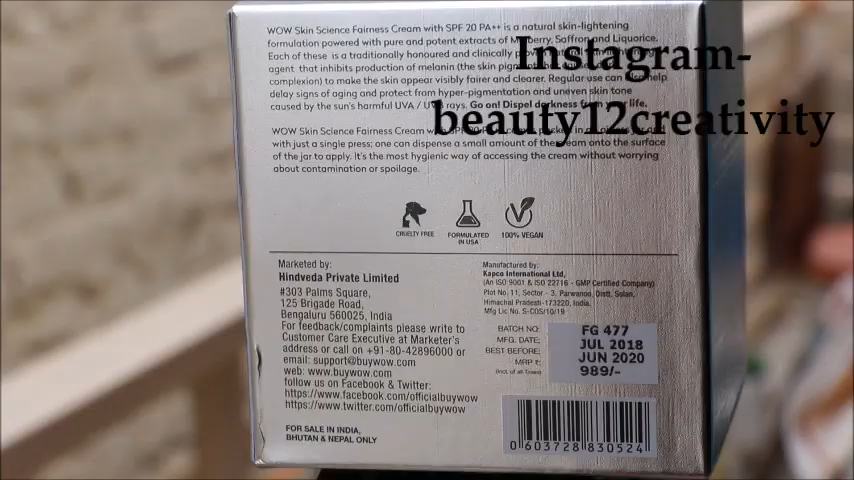 WOW Skin Science Fairness Cream with SPF 20 PA++ is a natural skin-lightening
formulation powered with pure and potent extracts of Mulberry, Saffron and Liquorice.
Each of these is a traditionally honoured and clinically proven natural skin-lightening
agent that inhibits production of melanin (the skin pigment
complexion) to make the skin appear visibly fairer and clearer. Regular use can also help
delay signs of aging and protect from hyper-pigmentation and uneven skin tone
caused by the sun's harmful UVA / UVB rays. Go on! Dispel darkness from your life.
Instagram-
beauty12creativity
WOW Skin Science Fairness Cream with SPF 20 PA++ comes packed in
with just a single press; one can dispense a small amount of the cream onto the surface
of the jar to apply. It's the most hygienic way of accessing the cream without worrying
about contamination or spoilage.
CRUELTY FREE
FORMULATED
IN USA
100% VEGAN
Marketed by:
Hindveda Private Limited
#303 Palms Square,
125 Brigade Road,
Bengaluru 560025, India
For feedback/complaints please write to
Customer Care Executive at Marketer's
address or call on +91-80-42896000 or
email: support@buywow.com
web: www.buywow.com
follow us on Facebook & Twitter:
https://www.facebook.com/officialbuywow
https://www.twitter.com/officialbuywow
FOR SALE IN INDIA,
BHUTAN & NEPAL ONLY
Manufactured by:
Kapco International Ltd,
(An ISO 9001 & ISO 22716 - GMP Certified Company)
Plot No. 11, Sector - 3, Parwanoo, Distt. Solan,
Himachal Pradesh-173220, India.
Mfg Lic No. S-COS/10/19
BATCH NO: FG 477
MFG. DATE: JUL 2018
BEST BEFORE: JUN 2020
MRP ₹: 989/-
(Incl. of all Taxes)
0 603728 830524